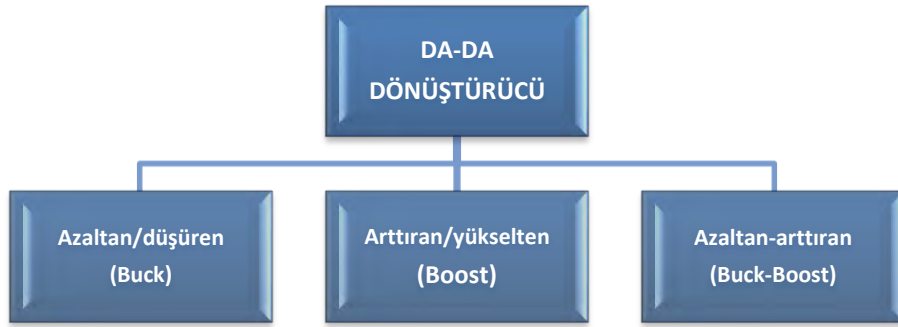 DA-DA
DÖNÜŞTÜRÜCÜ
Azaltan/düşüren
(Buck)
Arttıran/yükselten
(Boost)
Azaltan-arttıran
(Buck-Boost)